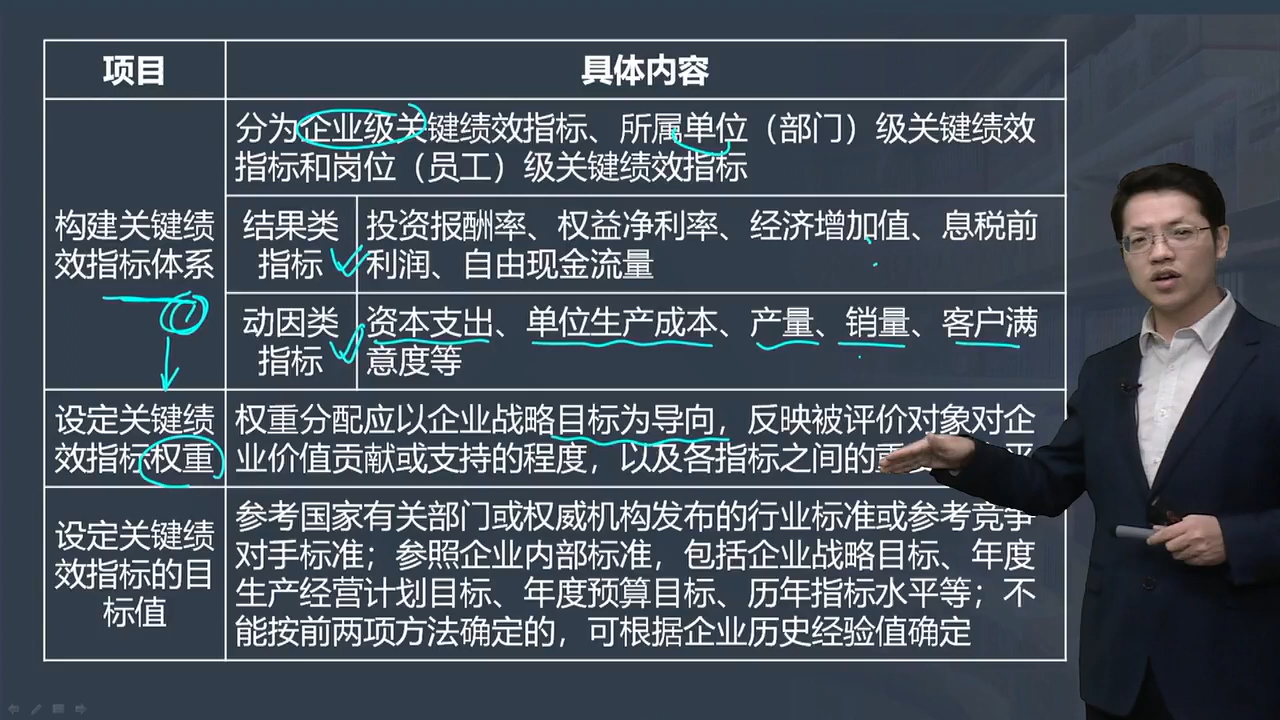 项目
具体内容
构建关键绩
效指标体系
分为企业级关键绩效指标、所属单位（部门）级关键绩效
指标和岗位（员工）级关键绩效指标
结果类
指标
投资报酬率、权益净利率、经济增加值、息税前
利润、自由现金流量
动因类
指标
资本支出、单位生产成本、产量、销量、客户满
意度等
设定关键绩
效指标权重
权重分配应以企业战略目标为导向，反映被评价对象对企
业价值贡献或支持的程度，以及各指标之间的重
设定关键绩
效指标的目
标值
参考国家有关部门或权威机构发布的行业标准或参考竞争
对手标准；参照企业内部标准，包括企业战略目标、年度
生产经营计划目标、年度预算目标、历年指标水平等；不
能按前两项方法确定的，可根据企业历史经验值确定